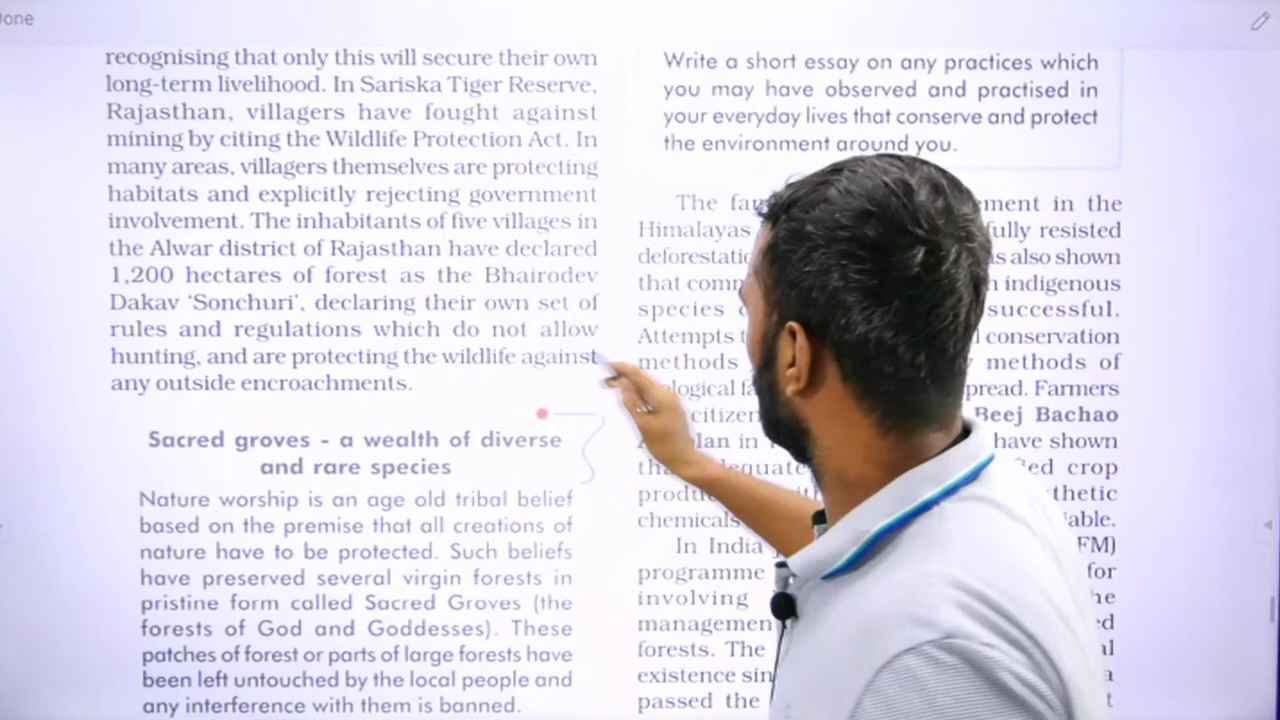 one
recognising that only this will secure their own
long-term livelihood. In Sariska Tiger Reserve,
Rajasthan, villagers have fought against
mining by citing the Wildlife Protection Act. In
many areas, villagers themselves are protecting
habitats and explicitly rejecting government
involvement. The inhabitants of five villages in
the Alwar district of Rajasthan have declared
1,200 hectares of forest as the Bhairodev
Dakav ‘Sonchuri’, declaring their own set of
rules and regulations which do not allow
hunting, and are protecting the wildlife against
any outside encroachments.
Sacred groves - a wealth of diverse
and rare species
Nature worship is an age old tribal belief
based on the premise that all creations of
nature have to be protected. Such beliefs
have preserved several virgin forests in
pristine form called Sacred Groves (the
forests of God and Goddesses). These
patches of forest or parts of large forests have
been left untouched by the local people and
any interference with them is banned.
Write a short essay on any practices which
you may have observed and practised in
your everyday lives that conserve and protect
the environment around you.
The ement in the
Himalayas fully resisted
also shown
that indigenous
species successful.
Attempts conservation
methods methods of
Farmers
Beej Bachao
in have shown
crop
chemicals
In India FM)
programme for
involving
forests. The
existence
passed the